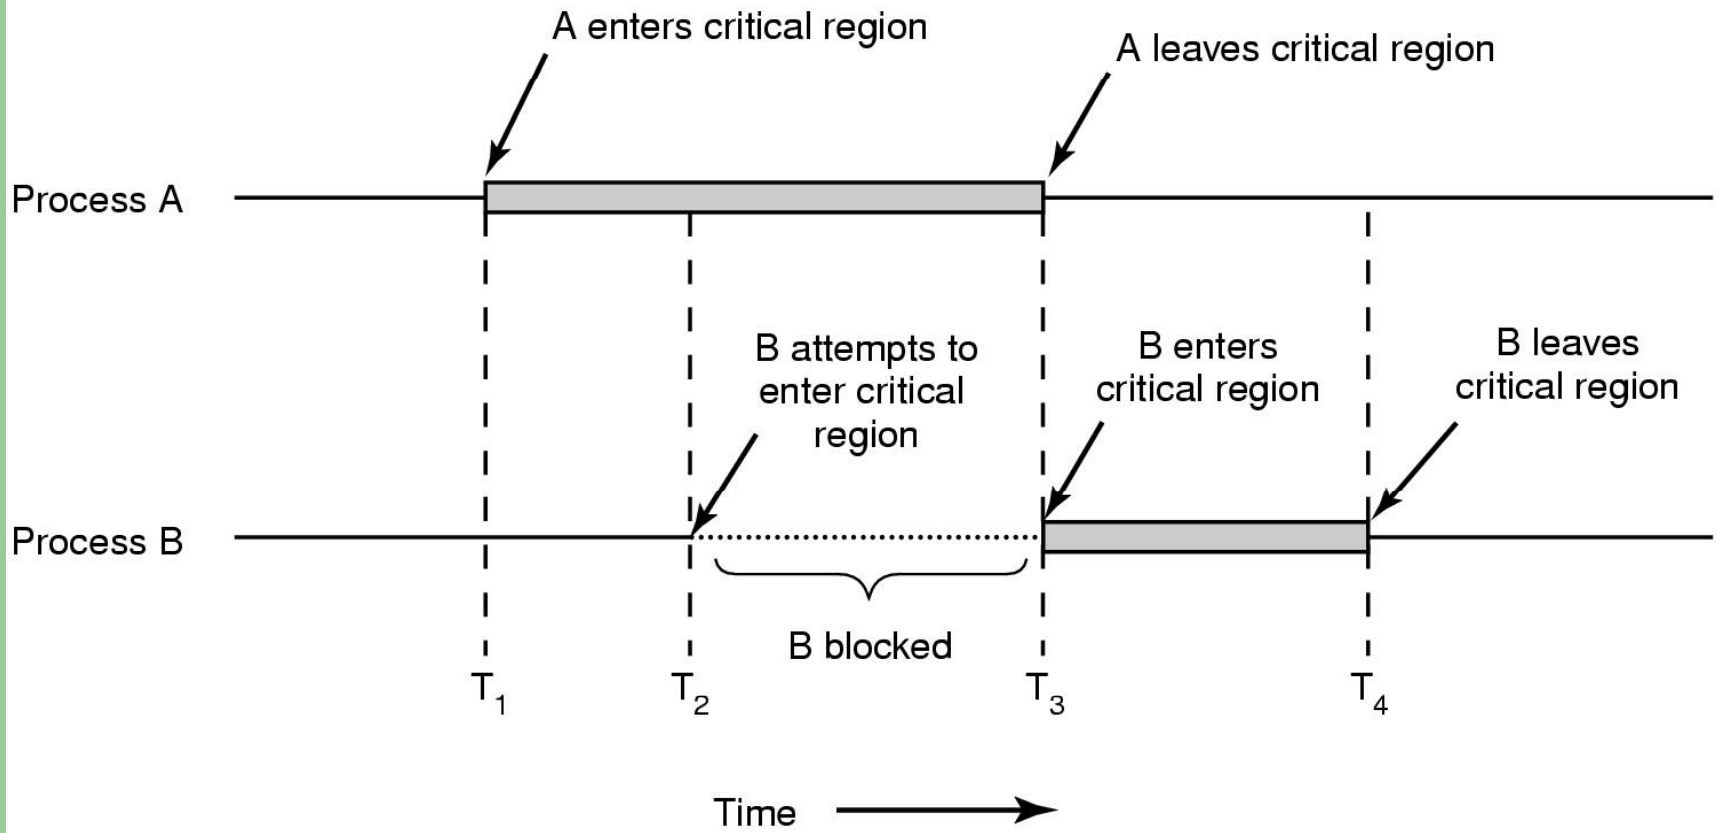 A enters critical region
A leaves critical region
Process A
B attempts to
enter critical
region
B enters
critical region
B leaves
critical region
Process B
B blocked
T1
T2
T3
T4
Time